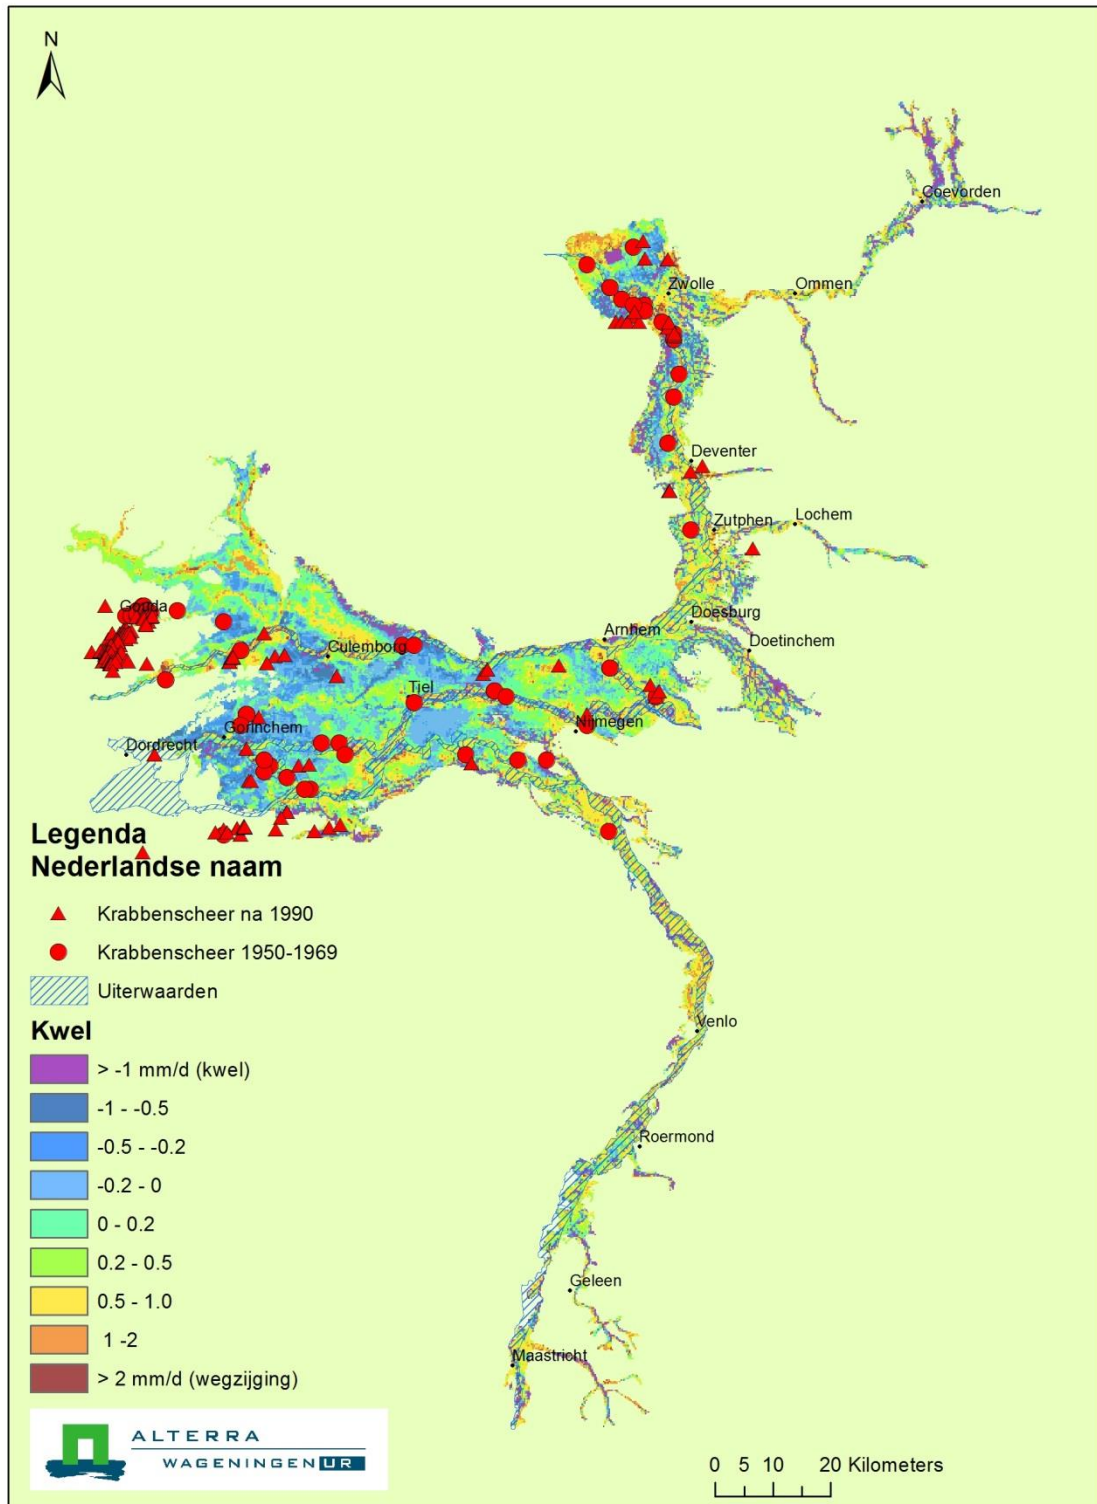 N
Coevorden
Zwolle
Ommen
Deventer
Zutphen
Lochem
Gouda
Doesburg
Arnhem
Doetinchem
Culemborg
Tiel
Nijmegen
Gorinchem
Dordrecht
Legenda
Nederlandse naam
Krabbenscheer na 1990
Krabbenscheer 1950-1969
Uiterwaarden
Kwel
> -1 mm/d (kwel)
-1 - -0.5
-0.5 - -0.2
-0.2 - 0
0 - 0.2
0.2 - 0.5
0.5 - 1.0
1 -2
> 2 mm/d (wegzijging)
Venlo
Roermond
Geleen
Maastricht
ALTERRA
WAGENINGEN UR
0 5 10 20 Kilometers